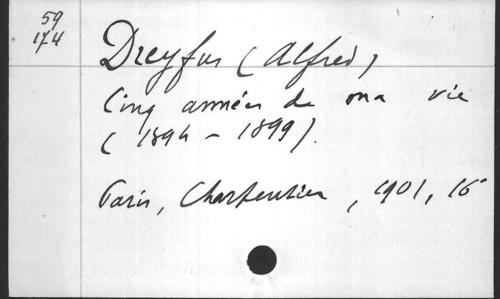 59
174
Dreyfus (Alfred)
Cinq années de ma vie
(1894-1899).
Paris, Charpentier, 1901, 16°